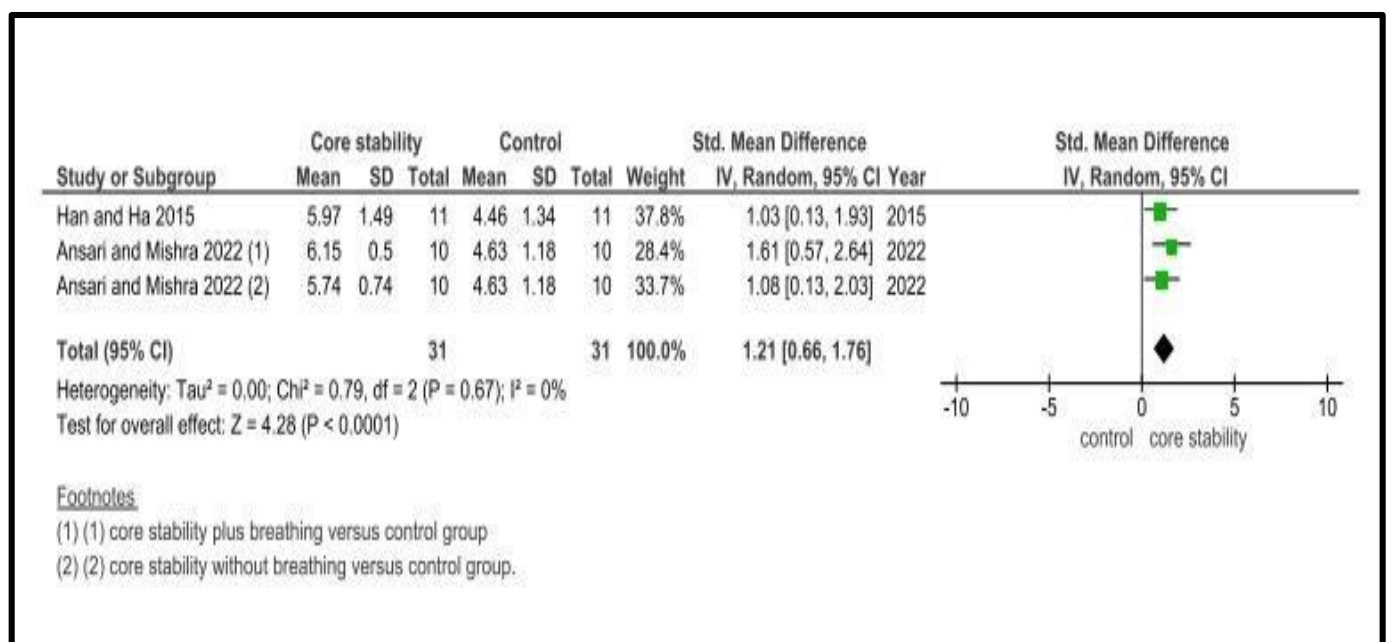 Core stability Control Std. Mean Difference Std. Mean Difference
Study or Subgroup Mean SD Total Mean SD Total Weight IV, Random, 95% CI Year IV, Random, 95% CI
Han and Ha 2015 5.97 1.49 11 4.46 1.34 11 37.8% 1.03 [0.13, 1.93] 2015
Ansari and Mishra 2022 (1) 6.15 0.5 10 4.63 1.18 10 28.4% 1.61 [0.57, 2.64] 2022
Ansari and Mishra 2022 (2) 5.74 0.74 10 4.63 1.18 10 33.7% 1.08 [0.13, 2.03] 2022
Total (95% CI) 31 31 100.0% 1.21 [0.66, 1.76]
Heterogeneity: Tau² = 0.00; Chi² = 0.79, df = 2 (P = 0.67); I² = 0%
Test for overall effect: Z = 4.28 (P < 0.0001)
-10 -5 0 5 10
control core stability
Footnotes
(1) (1) core stability plus breathing versus control group
(2) (2) core stability without breathing versus control group.